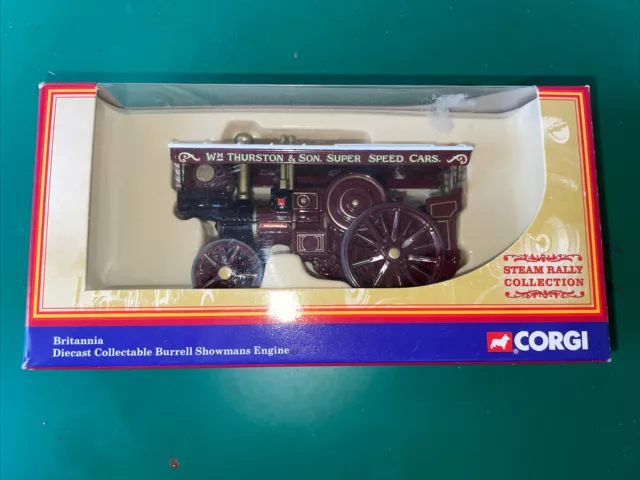 WM THURSTON & SON. SUPER SPEED CARS.
STEAM RALLY
COLLECTION
Britannia
Diecast Collectable Burrell Showmans Engine
CORGI